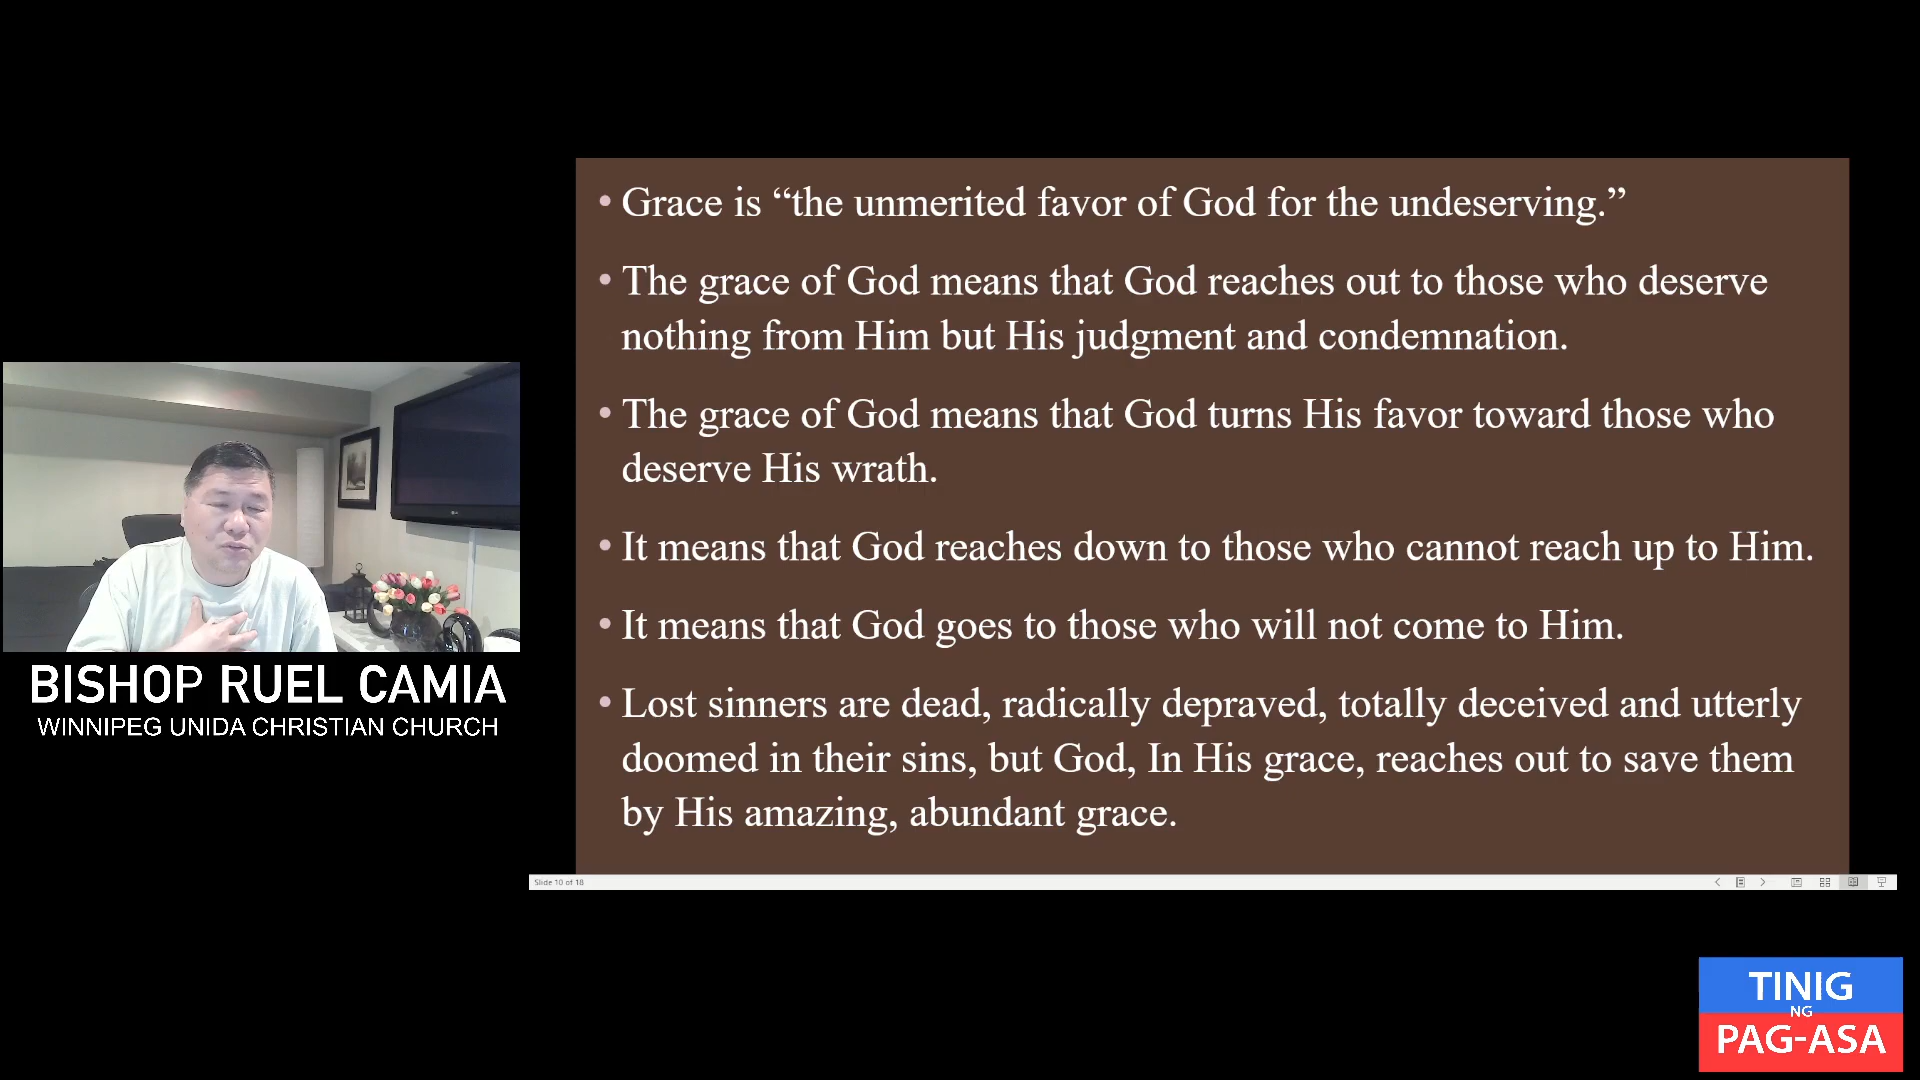 • Grace is “the unmerited favor of God for the undeserving.”
• The grace of God means that God reaches out to those who deserve
nothing from Him but His judgment and condemnation.
• The grace of God means that God turns His favor toward those who
deserve His wrath.
• It means that God reaches down to those who cannot reach up to Him.
• It means that God goes to those who will not come to Him.
• Lost sinners are dead, radically depraved, totally deceived and utterly
doomed in their sins, but God, In His grace, reaches out to save them
by His amazing, abundant grace.
BISHOP RUEL CAMIA
WINNIPEG UNIDA CHRISTIAN CHURCH
Slide 10 of 18
TINIG
NG
PAG-ASA